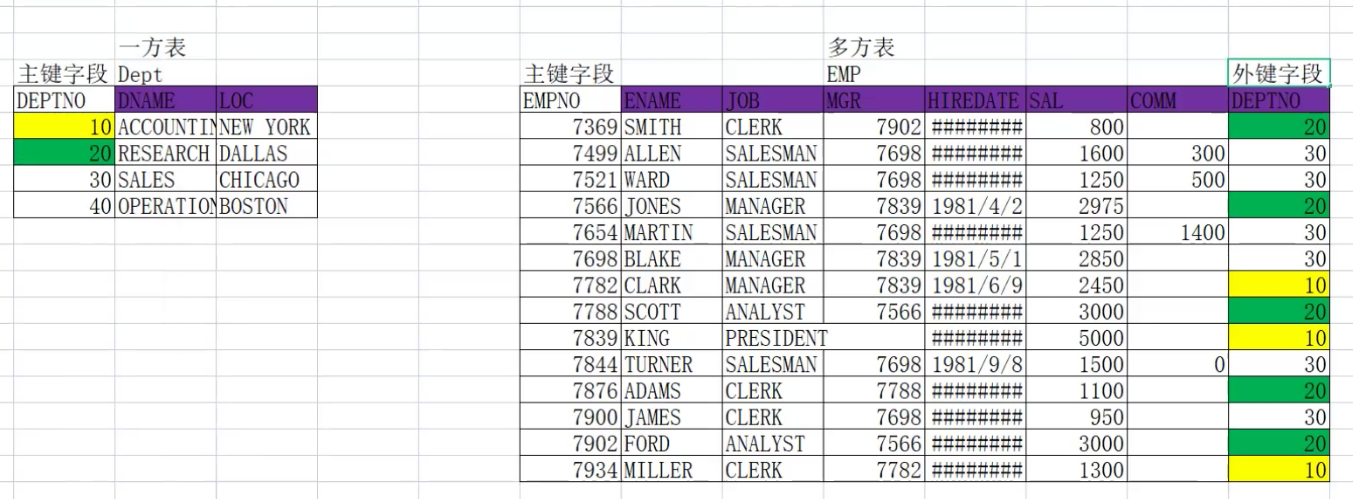 一方表 多方表
主键字段 Dept 主键字段 EMP 外键字段
DEPTNO DNAME LOC EMPNO ENAME JOB MGR HIREDATE SAL COMM DEPTNO
10 ACCOUNTIN NEW YORK 7369 SMITH CLERK 7902 ######## 800 20
20 RESEARCH DALLAS 7499 ALLEN SALESMAN 7698 ######## 1600 300 30
30 SALES CHICAGO 7521 WARD SALESMAN 7698 ######## 1250 500 30
40 OPERATION BOSTON 7566 JONES MANAGER 7839 1981/4/2 2975 20
7654 MARTIN SALESMAN 7698 ######## 1250 1400 30
7698 BLAKE MANAGER 7839 1981/5/1 2850 30
7782 CLARK MANAGER 7839 1981/6/9 2450 10
7788 SCOTT ANALYST 7566 ######## 3000 20
7839 KING PRESIDENT ######## 5000 10
7844 TURNER SALESMAN 7698 1981/9/8 1500 0 30
7876 ADAMS CLERK 7788 ######## 1100 20
7900 JAMES CLERK 7698 ######## 950 30
7902 FORD ANALYST 7566 ######## 3000 20
7934 MILLER CLERK 7782 ######## 1300 10